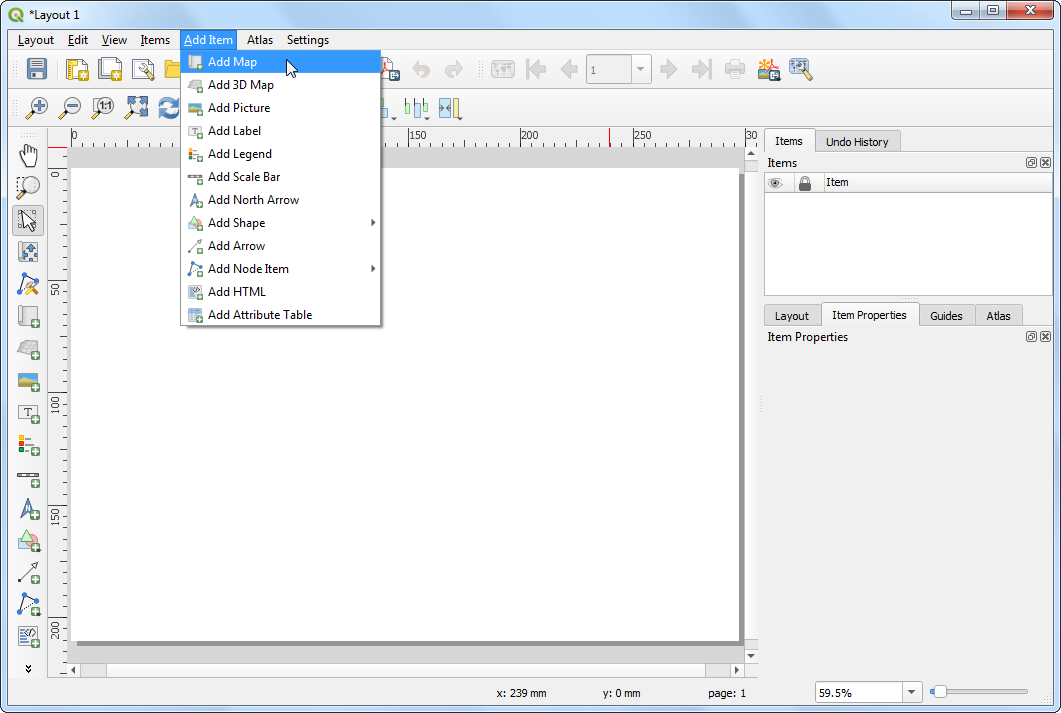 *Layout 1
Layout Edit View Items Add Item Atlas Settings
Add Map
Add 3D Map
Add Picture
Add Label
Add Legend
Add Scale Bar
Add North Arrow
Add Shape
Add Arrow
Add Node Item
Add HTML
Add Attribute Table
1
1:1
0 150 200 250 30
0
50
100
150
200
Items Undo History
Items
Item
Layout Item Properties Guides Atlas
Item Properties
x: 239 mm y: 0 mm page: 1 59.5%